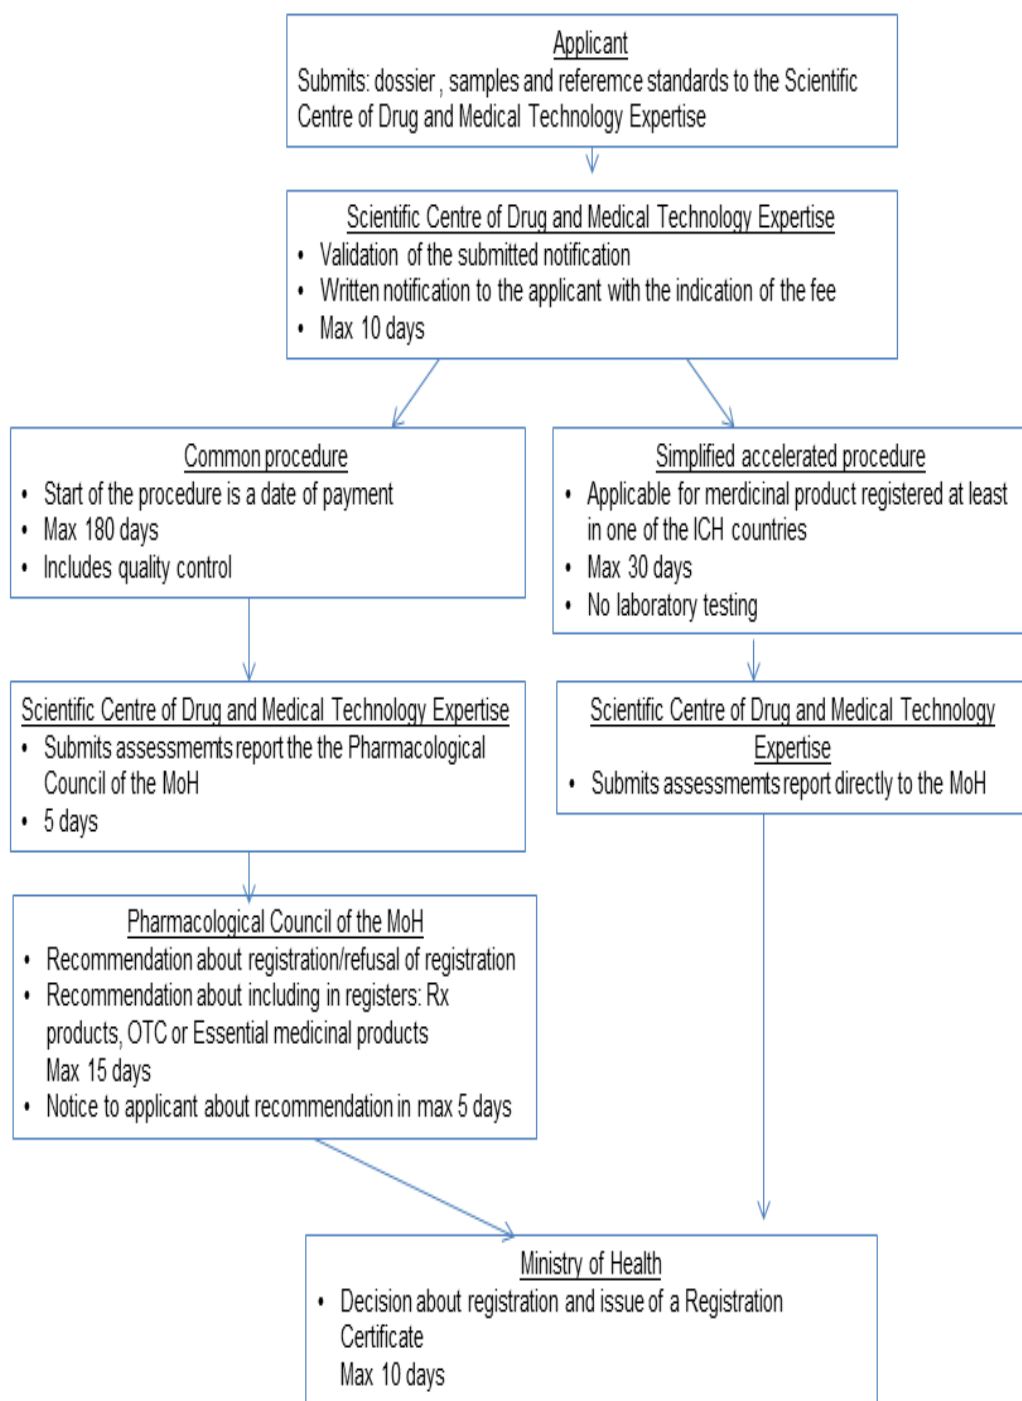 Applicant
Submits: dossier , samples and referemce standards to the Scientific
Centre of Drug and Medical Technology Expertise
Scientific Centre of Drug and Medical Technology Expertise
• Validation of the submitted notification
• Written notification to the applicant with the indication of the fee
• Max 10 days
Common procedure
• Start of the procedure is a date of payment
• Max 180 days
• Includes quality control
Simplified accelerated procedure
• Applicable for merdicinal product registered at least
in one of the ICH countries
• Max 30 days
• No laboratory testing
Scientific Centre of Drug and Medical Technology Expertise
• Submits assessmemts report the the Pharmacological
Council of the MoH
• 5 days
Scientific Centre of Drug and Medical Technology
Expertise
• Submits assessmemts report directly to the MoH
Pharmacological Council of the MoH
• Recommendation about registration/refusal of registration
• Recommendation about including in registers: Rx
products, OTC or Essential medicinal products
Max 15 days
• Notice to applicant about recommendation in max 5 days
Ministry of Health
• Decision about registration and issue of a Registration
Certificate
Max 10 days